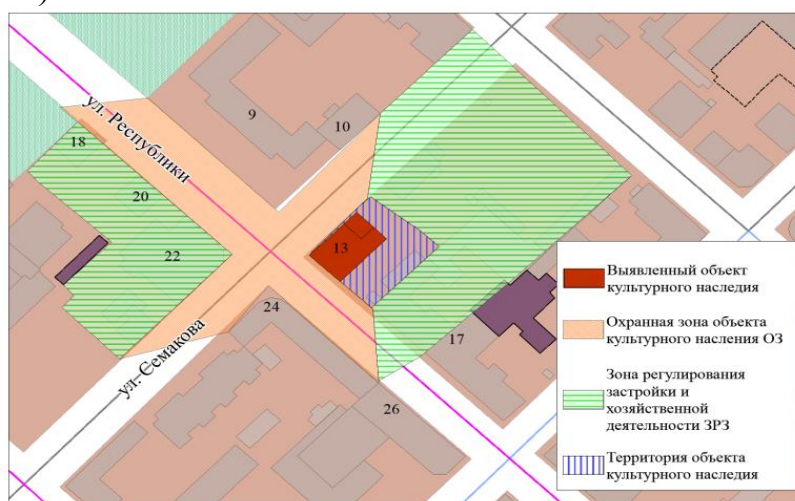 )
ул. Республики
9
10
18
20
22
13
24
17
26
ул. Семакова
Выявленный объект
культурного наследия
Охранная зона объекта
культурного насления ОЗ
Зона регулирования
застройки и
хозяйственной
деятельности ЗРЗ
Территория объекта
культурного наследия